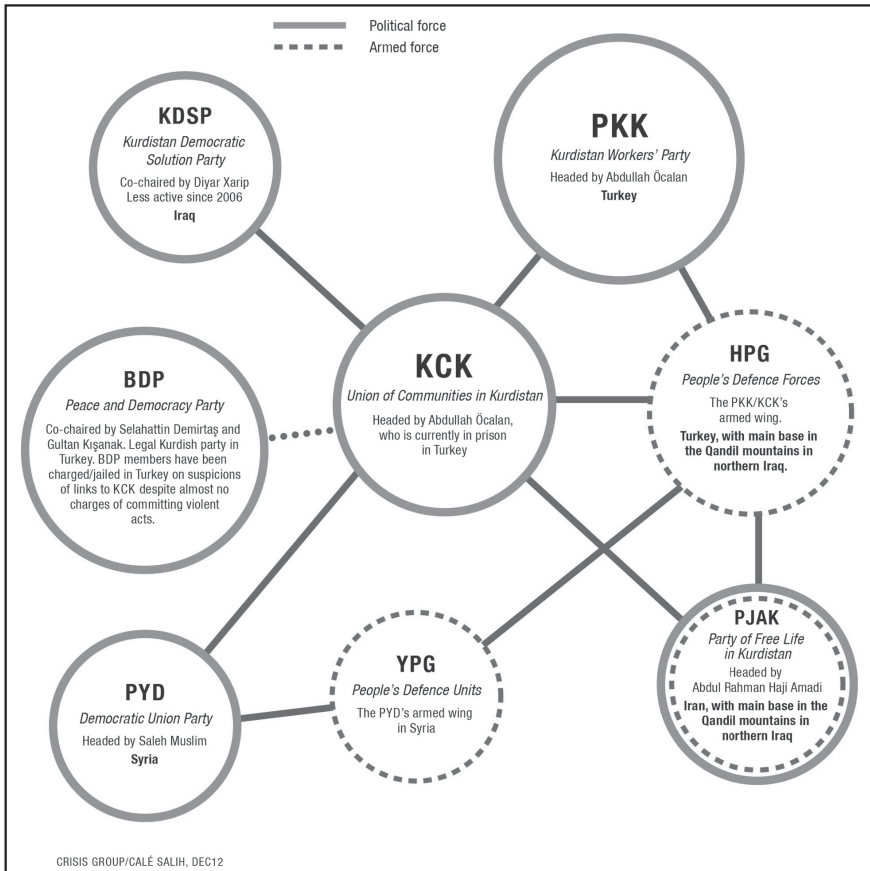 Political force
Armed force
KDSP
Kurdistan Democratic
Solution Party
Co-chaired by Diyar Xarip
Less active since 2006
Iraq
PKK
Kurdistan Workers' Party
Headed by Abdullah Öcalan
Turkey
BDP
Peace and Democracy Party
Co-chaired by Selahattin Demirtaş and
Gultan Kışanak. Legal Kurdish party in
Turkey. BDP members have been
charged/jailed in Turkey on suspicions
of links to KCK despite almost no
charges of committing violent
acts.
KCK
Union of Communities in Kurdistan
Headed by Abdullah Öcalan,
who is currently in prison
in Turkey
HPG
People's Defence Forces
The PKK/KCK's
armed wing.
Turkey, with main base in
the Qandil mountains in
northern Iraq.
PYD
Democratic Union Party
Headed by Saleh Muslim
Syria
YPG
People's Defence Units
The PYD's armed wing
in Syria
PJAK
Party of Free Life
in Kurdistan
Headed by
Abdul Rahman Haji Amadi
Iran, with main base in the
Qandil mountains in
northern Iraq
CRISIS GROUP/CALÉ SALIH, DEC12